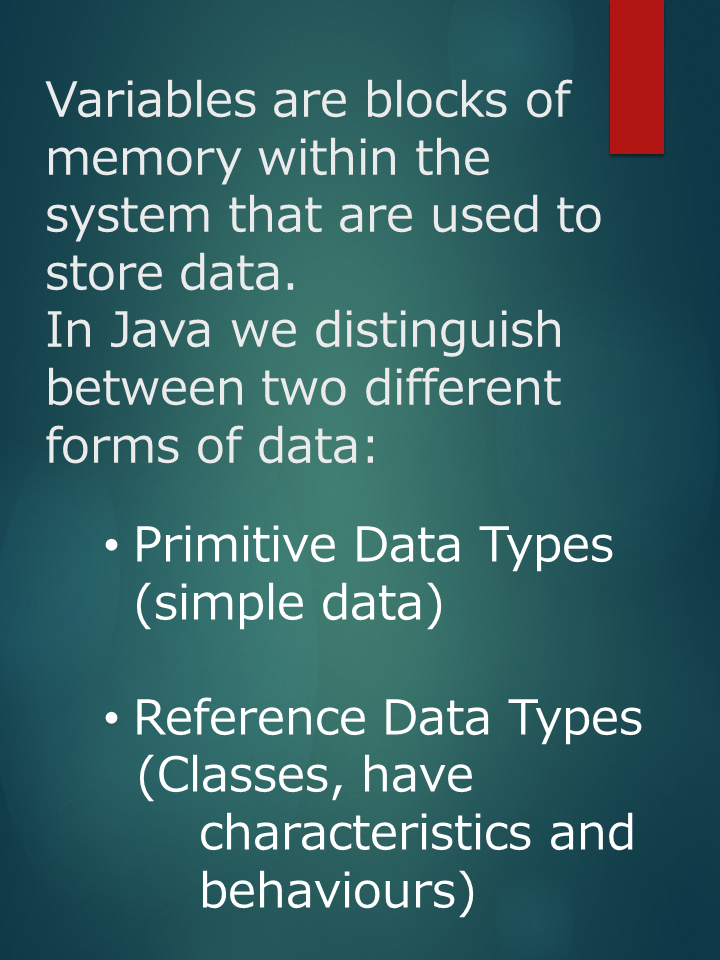 Variables are blocks of
memory within the
system that are used to
store data.
In Java we distinguish
between two different
forms of data:
• Primitive Data Types
(simple data)
• Reference Data Types
(Classes, have
characteristics and
behaviours)